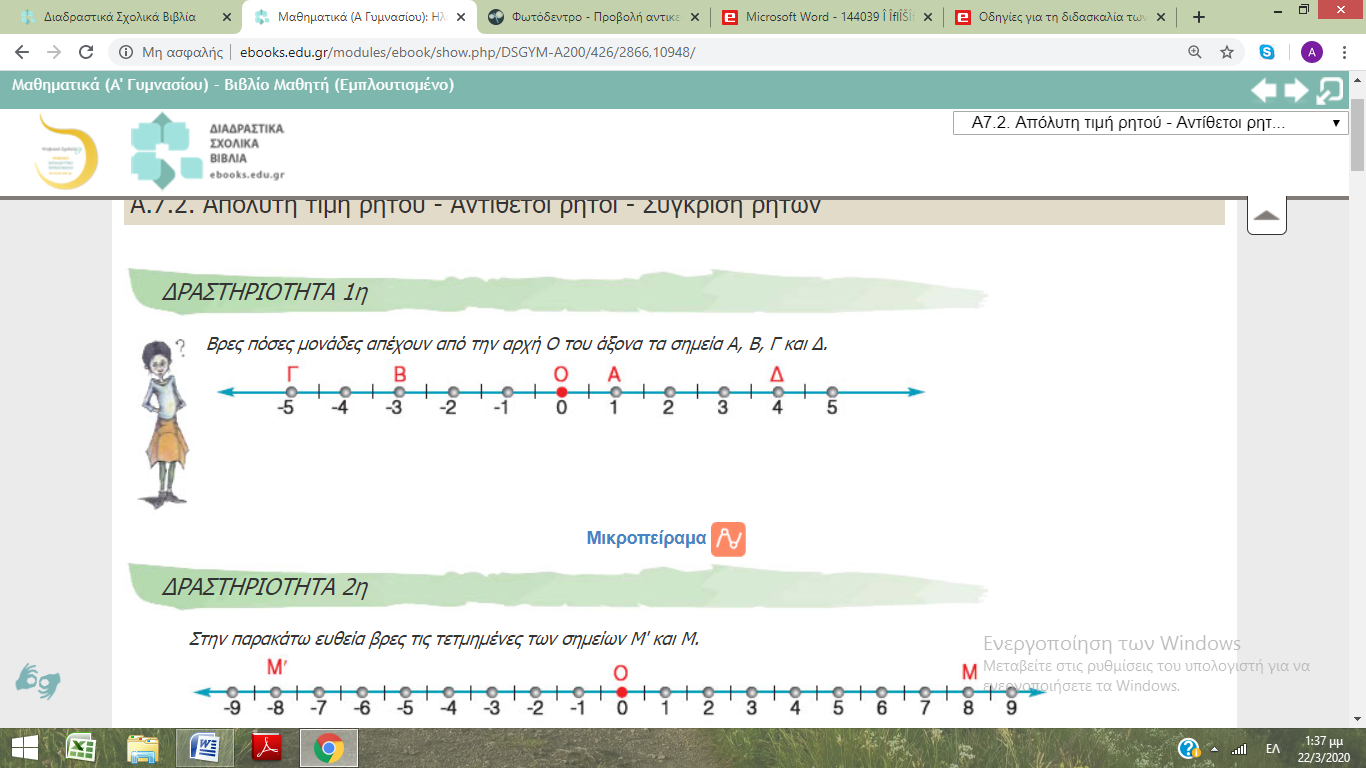 Διαδραστικά Σχολικά Βιβλία
Μαθηματικά (Α Γυμνασίου): Ηλ
Φωτόδεντρο - Προβολή αντικε
Microsoft Word - 144039
Οδηγίες για τη διδασκαλία των
Μη ασφαλής | ebooks.edu.gr/modules/ebook/show.php/DSGYM-A200/426/2866,10948/
Α
Μαθηματικά (Α' Γυμνασίου) - Βιβλίο Μαθητή (Εμπλουτισμένο)
ΔΙΑΔΡΑΣΤΙΚΑ
ΣΧΟΛΙΚΑ
ΒΙΒΛΙΑ
ebooks.edu.gr
Α7.2. Απόλυτη τιμή ρητού - Αντίθετοι ρητ...
Α.7.2. Απόλυτη τιμή ρητού - Αντίθετοι ρητοί - Σύγκριση ρητών
ΔΡΑΣΤΗΡΙΟΤΗΤΑ 1η
?
Βρες πόσες μονάδες απέχουν από την αρχή Ο του άξονα τα σημεία Α, Β, Γ και Δ.
Γ Β Ο Α Δ
-5 -4 -3 -2 -1 0 1 2 3 4 5
Μικροπείραμα
ΔΡΑΣΤΗΡΙΟΤΗΤΑ 2η
Στην παρακάτω ευθεία βρες τις τετμημένες των σημείων Μ' και Μ.
Μ' Ο Μ
-9 -8 -7 -6 -5 -4 -3 -2 -1 0 1 2 3 4 5 6 7 8 9
Ενεργοποίηση των Windows
Μεταβείτε στις ρυθμίσεις του υπολογιστή για να
ενεργοποιήσετε τα Windows.
ΕΛ
1:37 μμ
22/3/2020